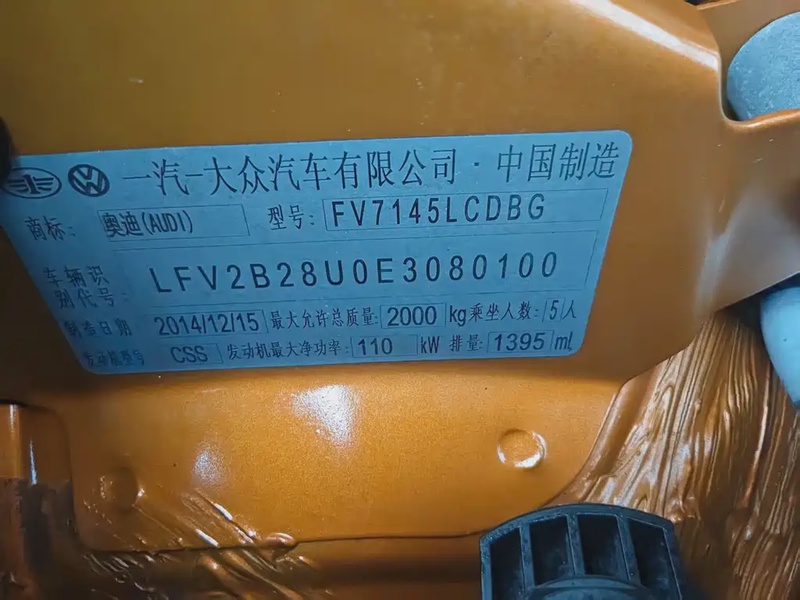 一汽-大众汽车有限公司·中国制造
商标: 奥迪(AUDI) 型号: FV7145LCDBG
车辆识
别代号: LFV2B28U0E3080100
制造日期 2014/12/15 最大允许总质量: 2000 kg 乘坐人数: 5 人
发动机型号 CSS 发动机最大净功率: 110 kW 排量: 1395 ml